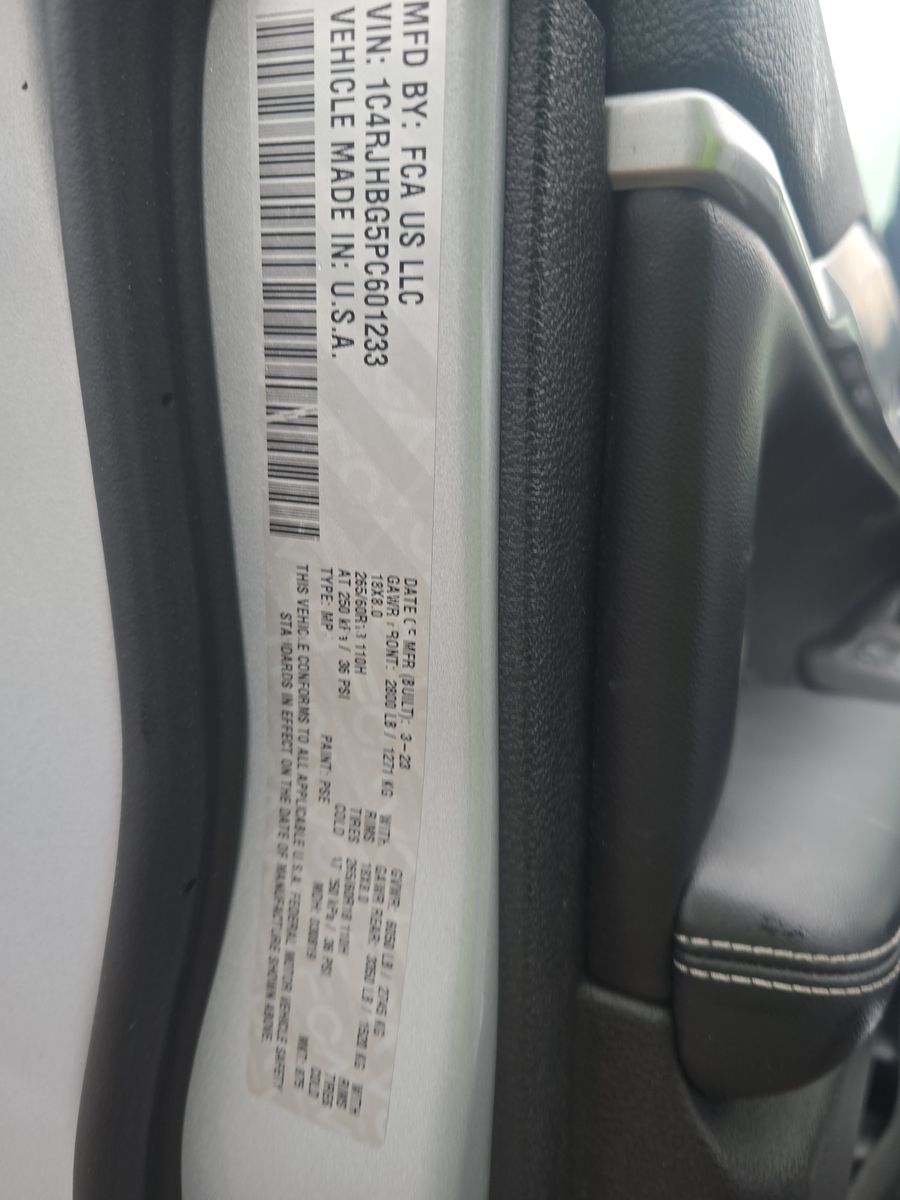 MFD BY: FCA US LLC
VIN: 1C4RJHBG5PC601233
VEHICLE MADE IN: U.S.A.
DATE OF MFR (BUILT): 3-23 GVWR: 6050 LB / 2745 KG
GAWR FRONT: 2800 LB / 1271 KG WITH GAWR REAR: 3350 LB / 1520 KG WITH
18X8.0 RIMS 18X8.0 RIMS
265/60R18 110H TIRES 265/60R18 110H TIRES
AT 250 kPa / 36 PSI COLD AT 250 kPa / 36 PSI COLD
TYPE: MP PAINT: PSE MDH: 030819 MKT: 875
THIS VEHICLE CONFORMS TO ALL APPLICABLE U.S.A. FEDERAL MOTOR VEHICLE SAFETY
STANDARDS IN EFFECT ON THE DATE OF MANUFACTURE SHOWN ABOVE.